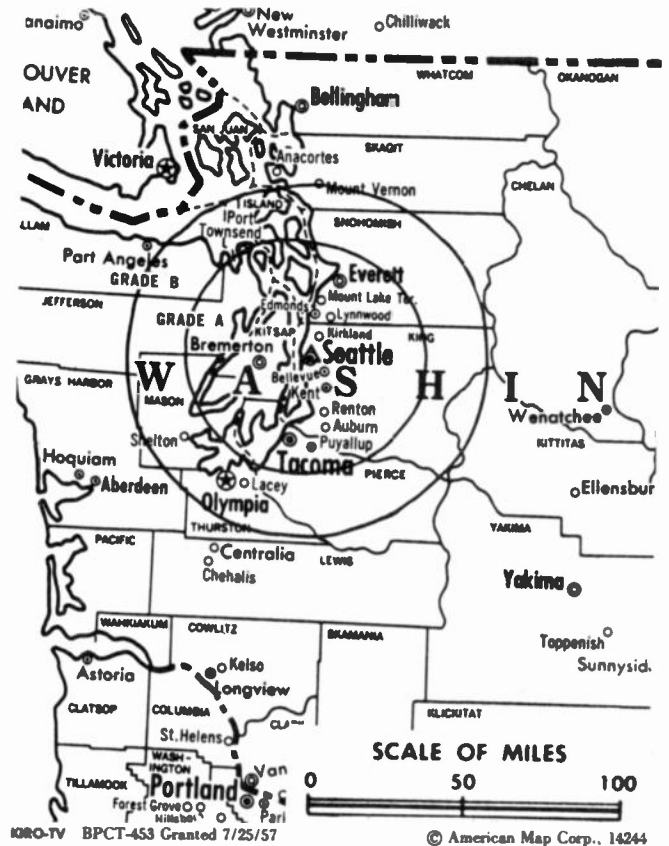 anaimo
New
Westminster
Chilliwack
OUVER
AND
WHATCOM
OKANOGAN
Bellingham
SAN JUAN
SKAGIT
Victoria
Anacortes
Mount Vernon
CHELAN
ISLAND
LLAM
Port
Townsend
SNOHOMISH
Part Angeles
GRADE B
Everett
JEFFERSON
GRADE A
Edmonds
Mount Lake Ter.
Lynnwood
KITSAP
Kirkland
KING
Bremerton
Seattle
W A S H I N
GRAYS HARBOR
MASON
Bellevue
Kent
Renton
Auburn
Wenatchee
Shelton
Puyallup
KITTITAS
Tacoma
PIERCE
Hoquiam
Aberdeen
Olympia
Lacey
Ellensbur
THURSTON
YAKIMA
PACIFIC
Centralia
LEWIS
Chehalis
Yakima
WAHKIAKUM
COWLITZ
SKAMANIA
Toppenish
Sunnysid.
Astoria
Kelso
Longview
CLATSOP
COLUMBIA
KLICKITAT
St. Helens
WASH-
INGTON
SCALE OF MILES
TILLAMOOK
Portland
Van
0 50 100
Forest Grove
KIRO-TV BPCT-453 Granted 7/25/57
© American Map Corp., 14244